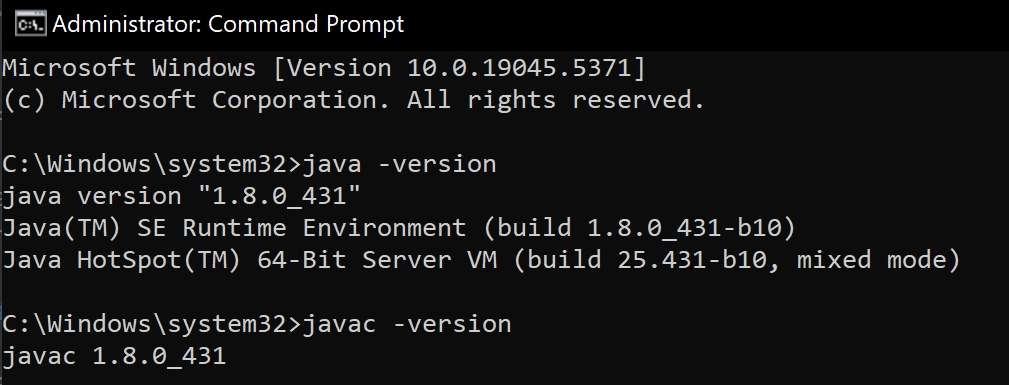 Administrator: Command Prompt
Microsoft Windows [Version 10.0.19045.5371]
(c) Microsoft Corporation. All rights reserved.
C:\Windows\system32>java -version
java version "1.8.0_431"
Java(TM) SE Runtime Environment (build 1.8.0_431-b10)
Java HotSpot(TM) 64-Bit Server VM (build 25.431-b10, mixed mode)
C:\Windows\system32>javac -version
javac 1.8.0_431